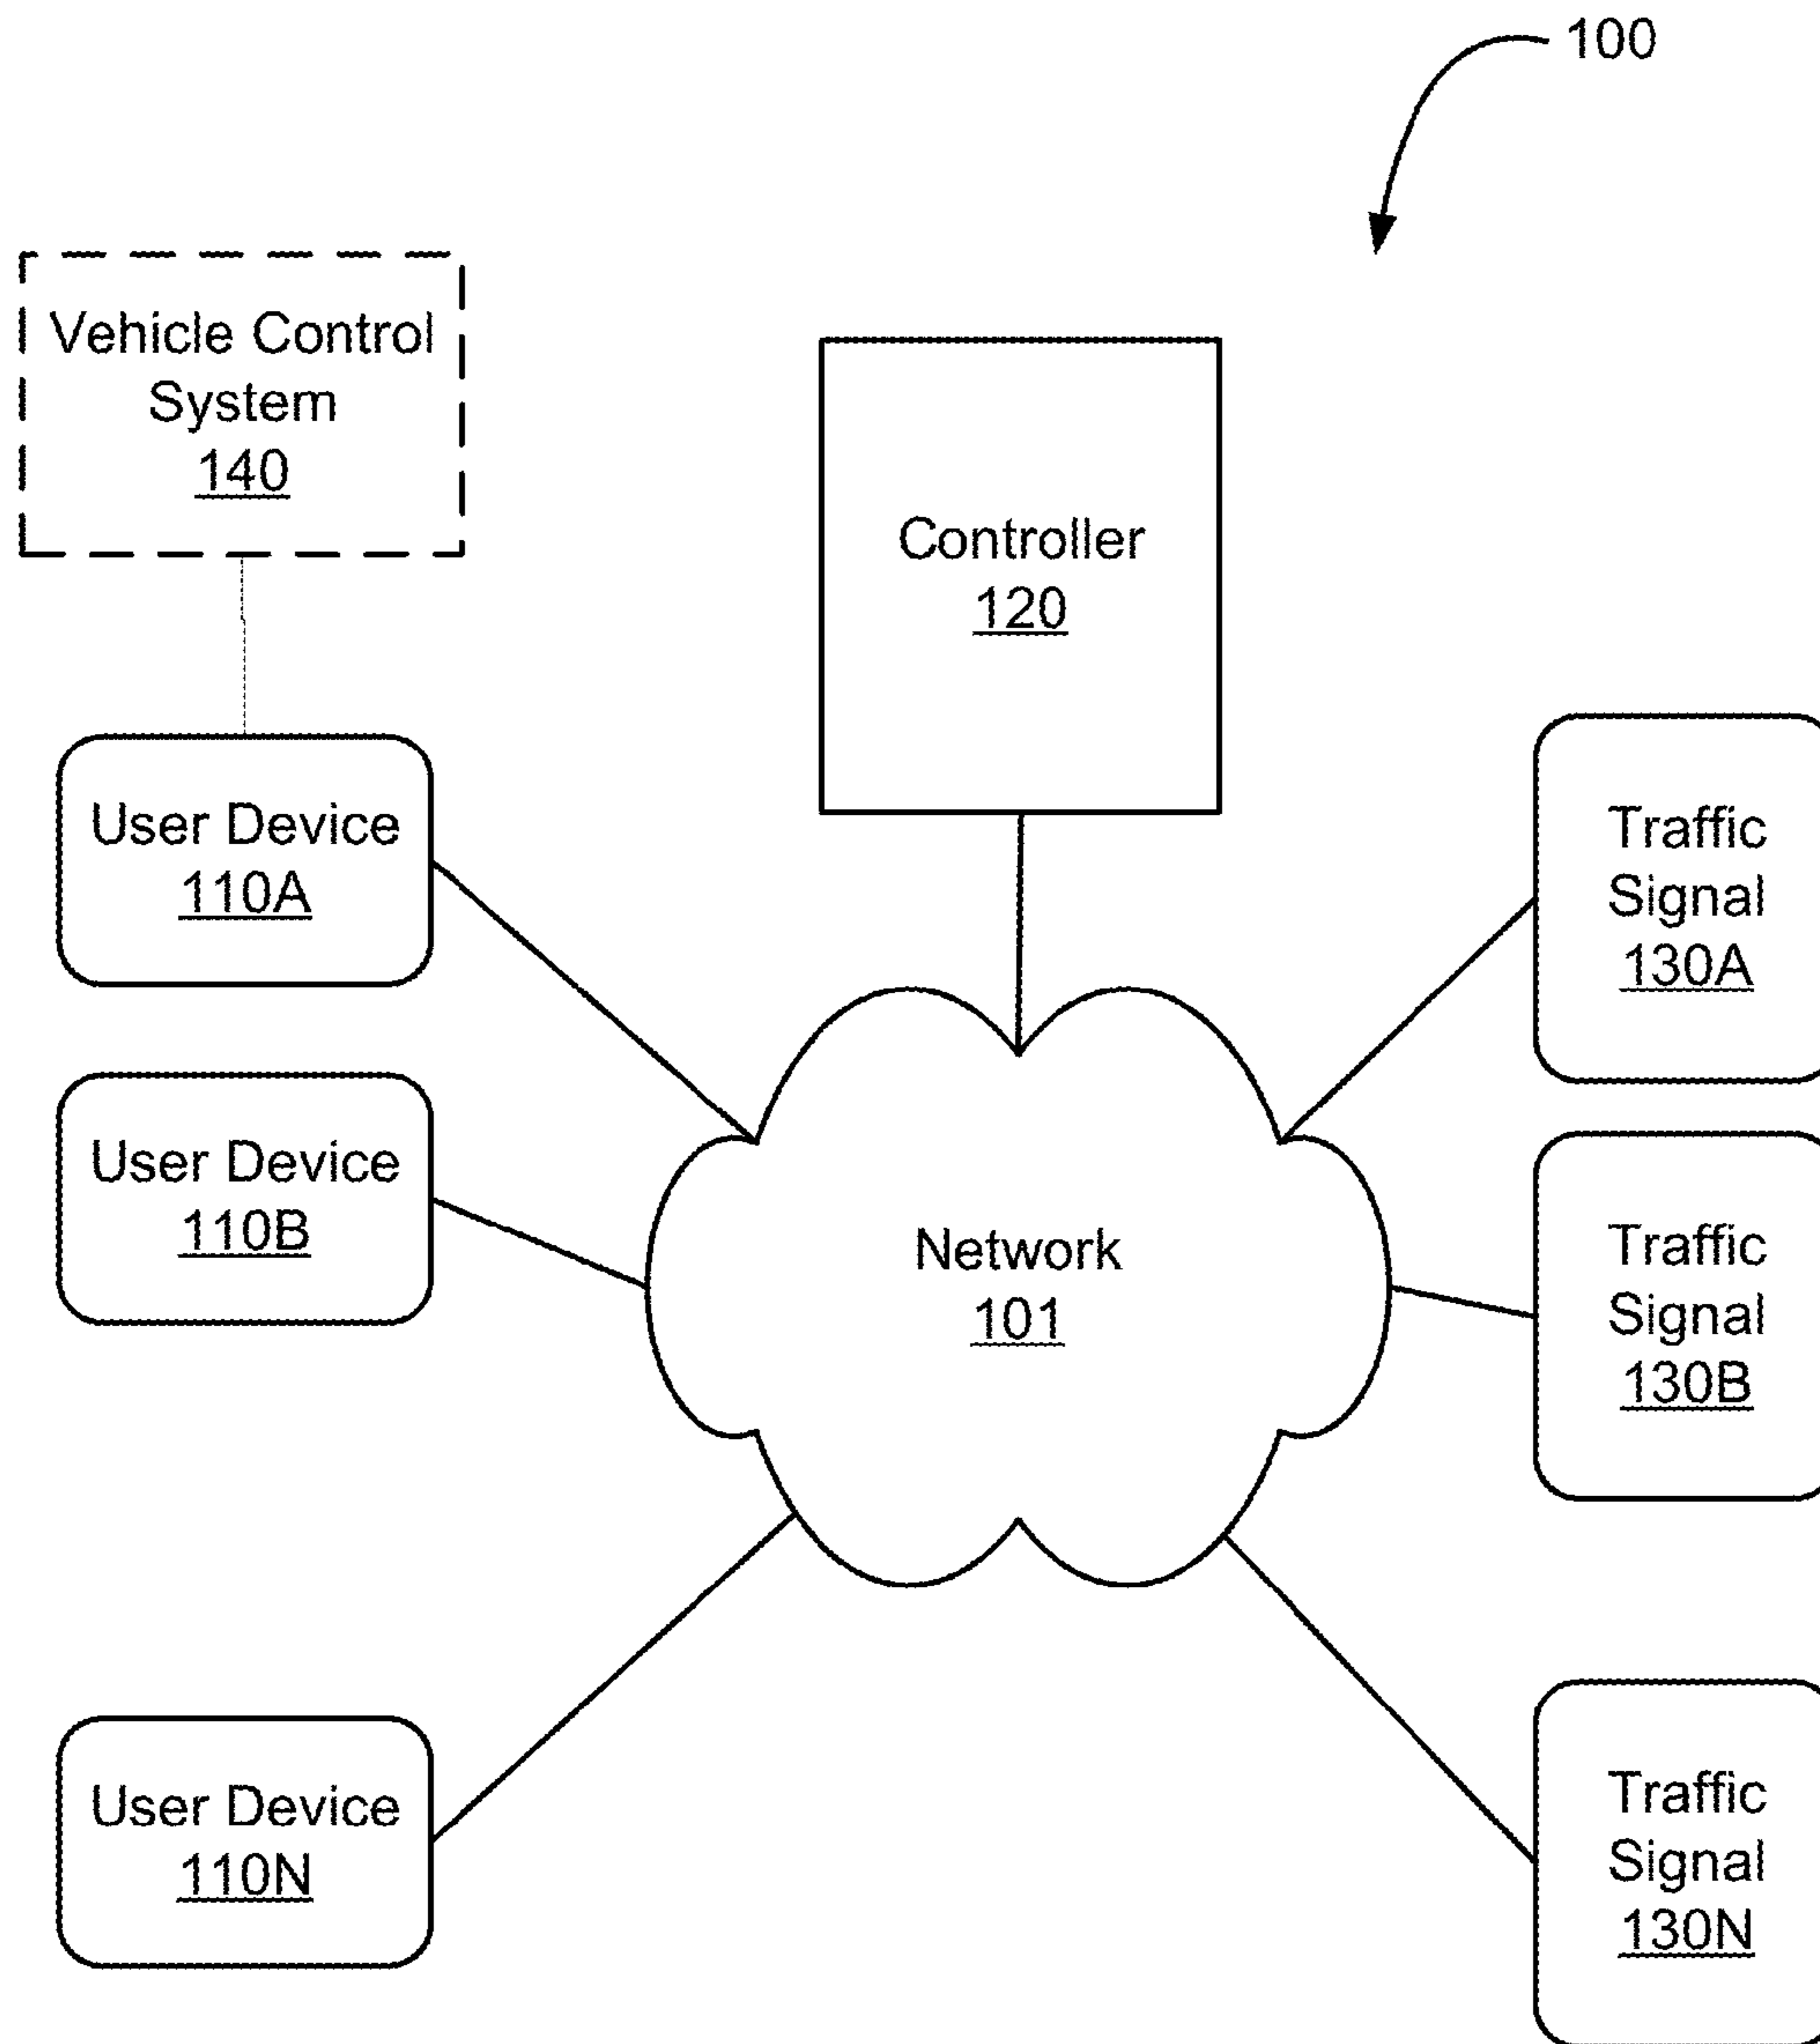 100
Vehicle Control
System
140
Controller
120
User Device
110A
Traffic
Signal
130A
User Device
110B
Network
101
Traffic
Signal
130B
User Device
110N
Traffic
Signal
130N